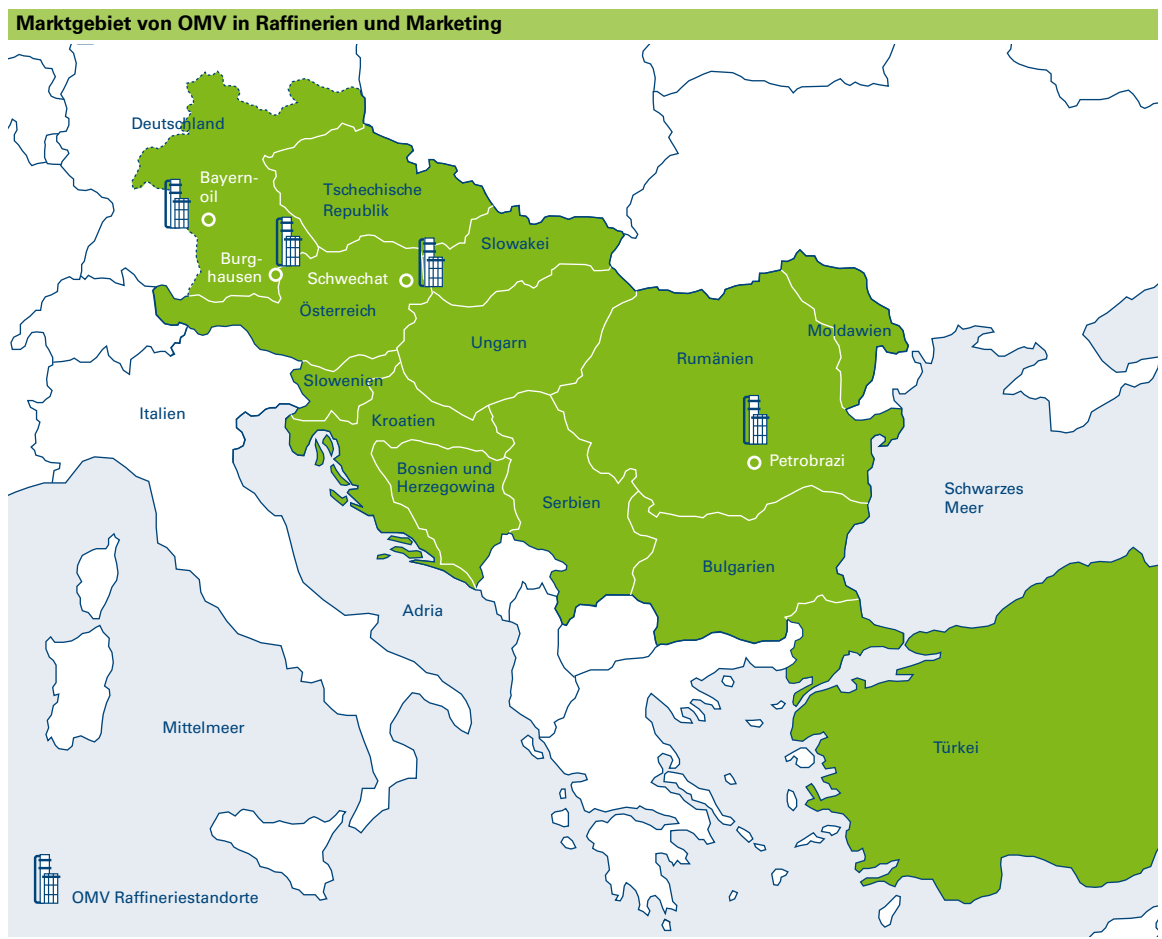 Marktgebiet von OMV in Raffinerien und Marketing
Deutschland
Bayern-
oil
Tschechische
Republik
Slowakei
Burg-
hausen
Schwechat
Österreich
Ungarn
Moldawien
Rumänien
Slowenien
Italien
Kroatien
Petrobrazi
Bosnien und
Herzegowina
Serbien
Schwarzes
Meer
Bulgarien
Adria
Mittelmeer
Türkei
OMV Raffineriestandorte